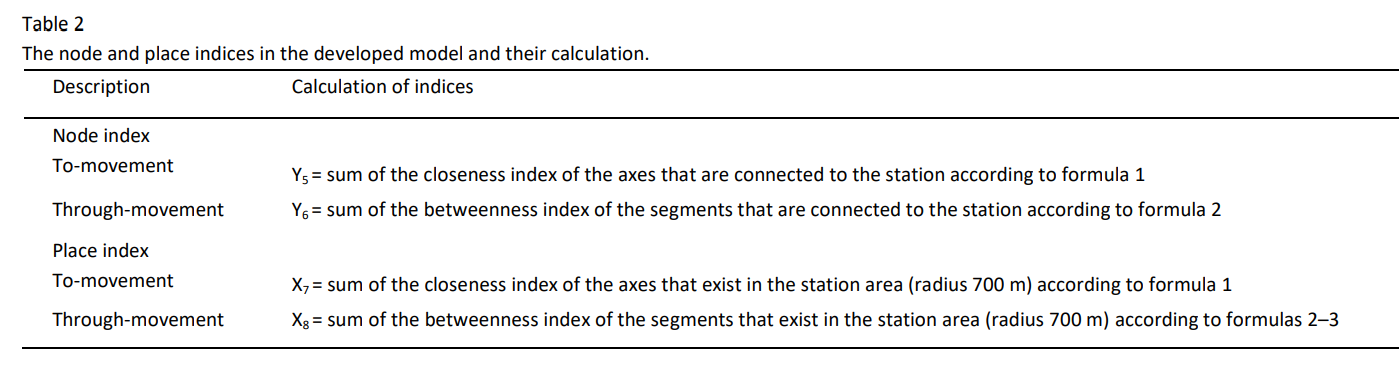 Table 2
The node and place indices in the developed model and their calculation.
Description Calculation of indices
Node index
To-movement Y5 = sum of the closeness index of the axes that are connected to the station according to formula 1
Through-movement Y6 = sum of the betweenness index of the segments that are connected to the station according to formula 2
Place index
To-movement X7 = sum of the closeness index of the axes that exist in the station area (radius 700 m) according to formula 1
Through-movement X8 = sum of the betweenness index of the segments that exist in the station area (radius 700 m) according to formulas 2–3